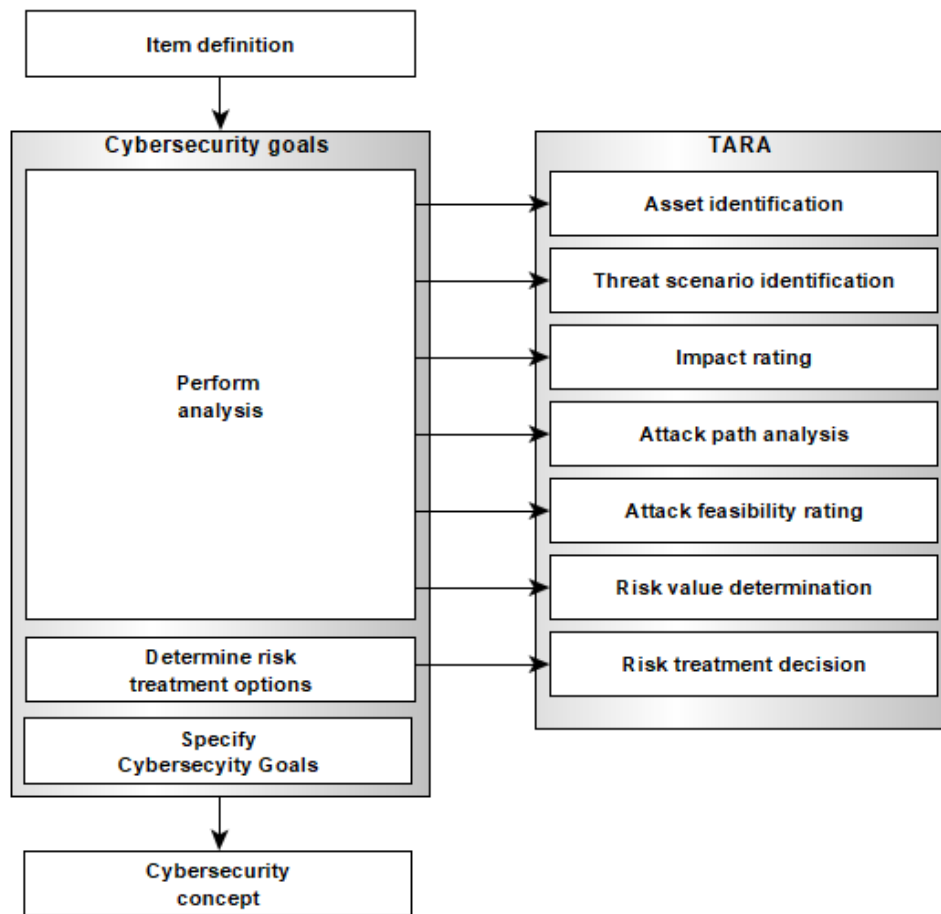 Item definition
Cybersecurity goals
Perform
analysis
Determine risk
treatment options
Specify
Cybersecyity Goals
Cybersecurity
concept
TARA
Asset identification
Threat scenario identification
Impact rating
Attack path analysis
Attack feasibility rating
Risk value determination
Risk treatment decision